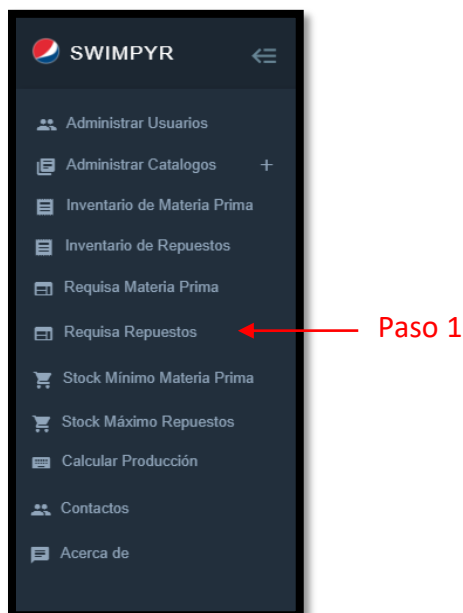 SWIMPYR
Administrar Usuarios
Administrar Catalogos +
Inventario de Materia Prima
Inventario de Repuestos
Requisa Materia Prima
Requisa Repuestos
Paso 1
Stock Mínimo Materia Prima
Stock Máximo Repuestos
Calcular Producción
Contactos
Acerca de